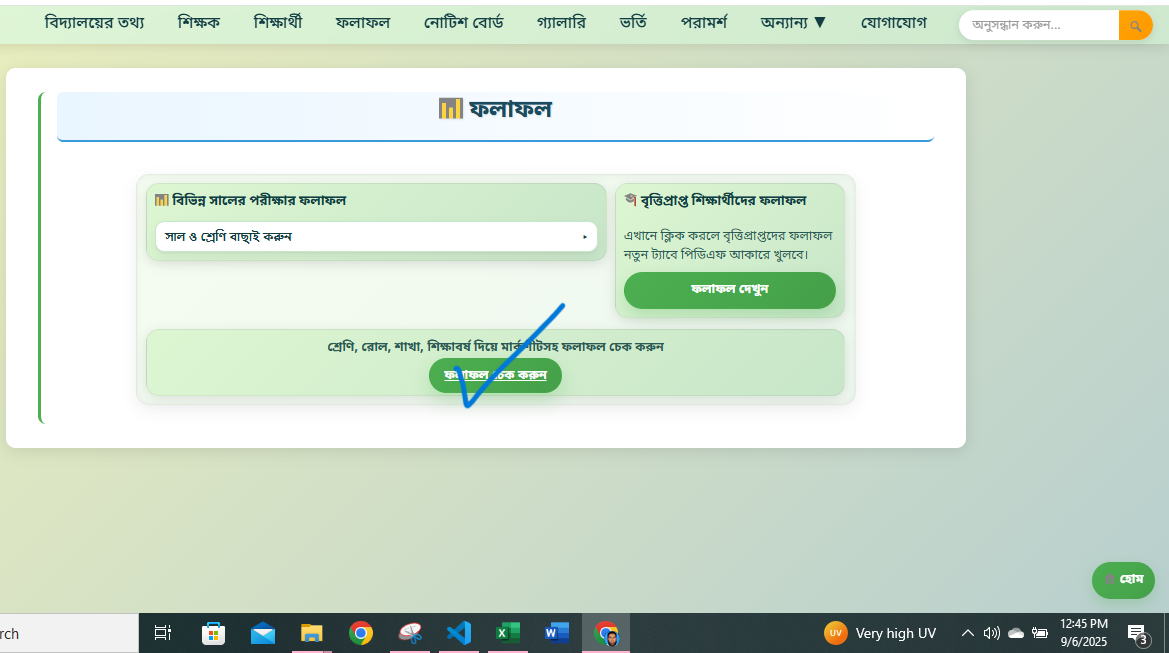 বিদ্যালয়ের তথ্য শিক্ষক শিক্ষার্থী ফলাফল নোটিশ বোর্ড গ্যালারি ভর্তি পরামর্শ অন্যান্য ▼ যোগাযোগ অনুসন্ধান করুন...
ফলাফল
বিভিন্ন সালের পরীক্ষার ফলাফল
সাল ও শ্রেণি বাছাই করুন
বৃত্তিপ্রাপ্ত শিক্ষার্থীদের ফলাফল
এখানে ক্লিক করলে বৃত্তিপ্রাপ্তদের ফলাফল
নতুন ট্যাবে পিডিএফ আকারে খুলবে।
ফলাফল দেখুন
শ্রেণি, রোল, শাখা, শিক্ষাবর্ষ দিয়ে মার্কশীটসহ ফলাফল চেক করুন
ফলাফল চেক করুন
হোম
rch
UV Very high UV
12:45 PM
9/6/2025
3